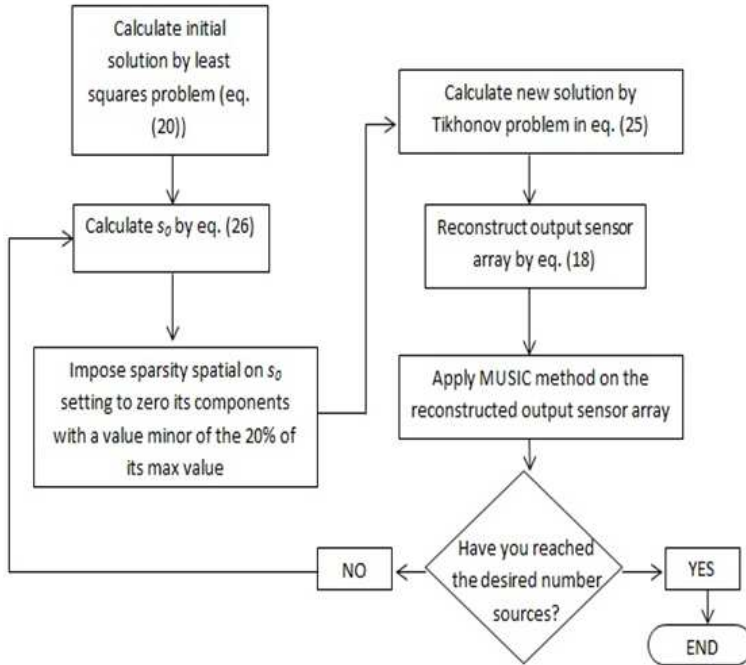 Calculate initial
solution by least
squares problem (eq.
(20))
Calculate s₀ by eq. (26)
Impose sparsity spatial on s₀
setting to zero its components
with a value minor of the 20% of
its max value
Calculate new solution by
Tikhonov problem in eq. (25)
Reconstruct output sensor
array by eq. (18)
Apply MUSIC method on the
reconstructed output sensor array
Have you reached
the desired number
sources?
NO
YES
END